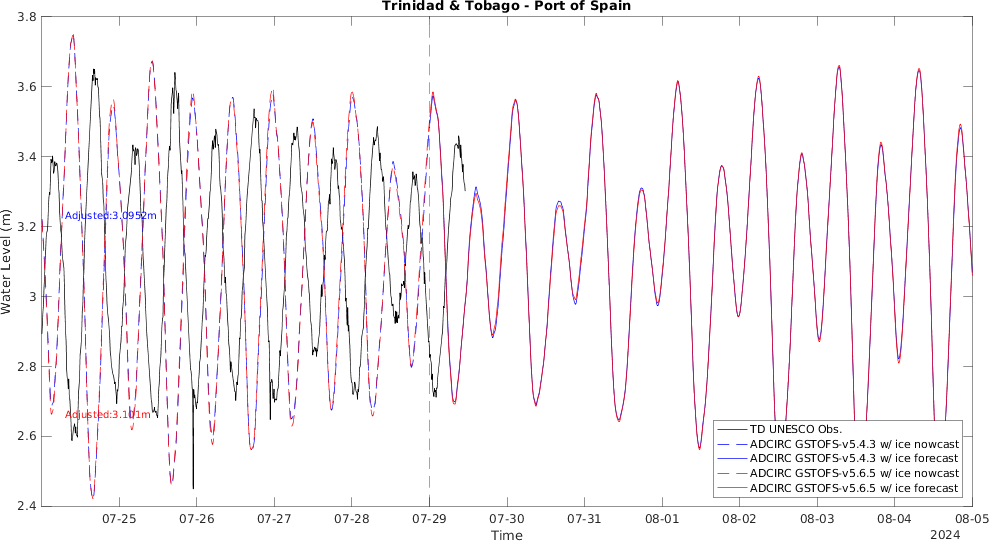 Trinidad & Tobago - Port of Spain
3.8
3.6
3.4
3.2
3
2.8
2.6
2.4
Water Level (m)
Adjusted:3.0952m
Adjusted:3.101m
TD UNESCO Obs.
ADCIRC GSTOFS-v5.4.3 w/ ice nowcast
ADCIRC GSTOFS-v5.4.3 w/ ice forecast
ADCIRC GSTOFS-v5.6.5 w/ ice nowcast
ADCIRC GSTOFS-v5.6.5 w/ ice forecast
07-25 07-26 07-27 07-28 07-29 07-30 07-31 08-01 08-02 08-03 08-04 08-05
Time
2024